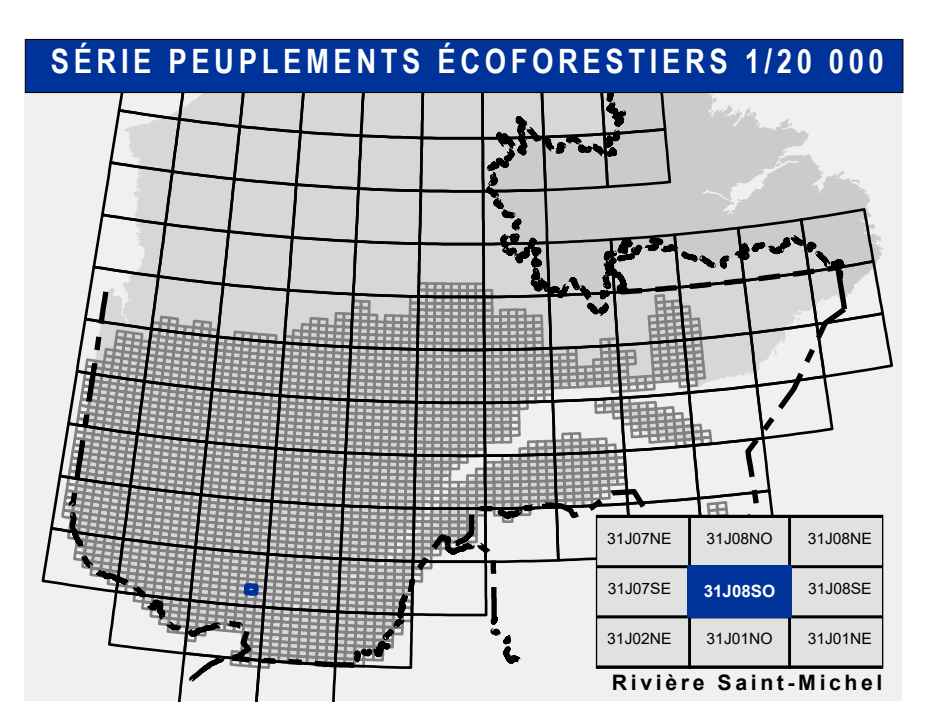 SÉRIE PEUPLEMENTS ÉCOFORESTIERS 1/20 000
31J07NE 31J08NO 31J08NE
31J07SE 31J08SO 31J08SE
31J02NE 31J01NO 31J01NE
Rivière Saint-Michel